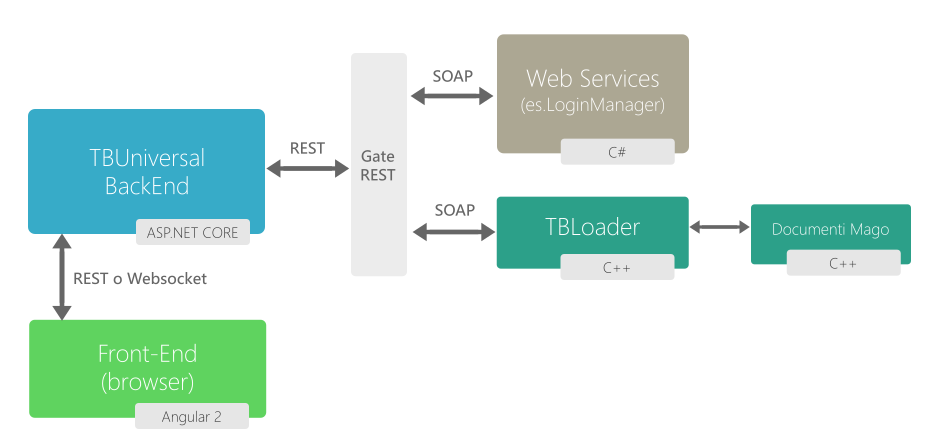 SOAP
Web Services
(es.LoginManager)
C#
TBUniversal
BackEnd
ASP.NET CORE
REST
Gate
REST
SOAP
TBLoader
C++
Documenti Mago
C++
REST o Websocket
Front-End
(browser)
Angular 2